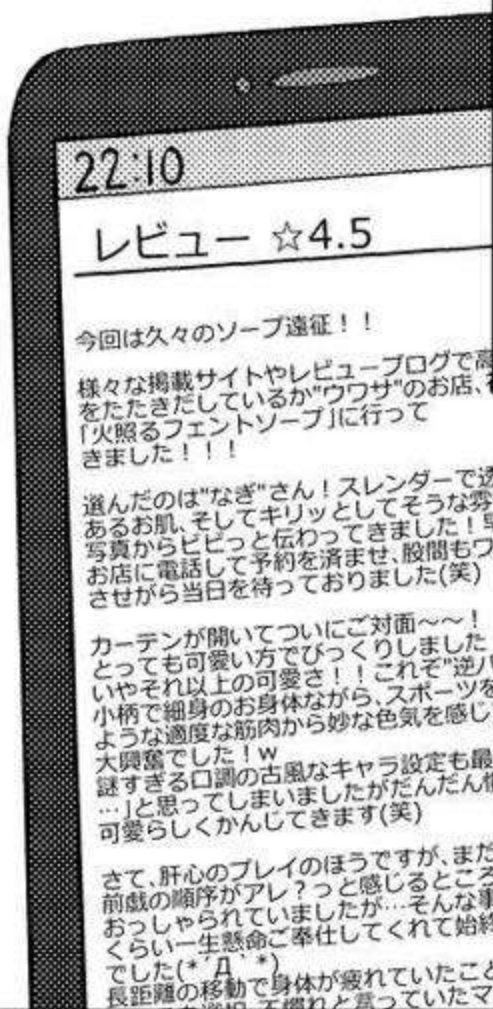 22:10
レビュー ☆4.5
今回は久々のソープ遠征！！
様々な掲載サイトやレビューブログで高
をたたきだしているか"ウワサ"のお店、
「火照るフェントソープ」に行って
きました！！！
選んだのは"なぎ"さん！スレンダーで透
あるお肌、そしてキリッとしてそうな雰
写真からビビっと伝わってきました！
お店に電話して予約を済ませ、股間もワ
させがら当日を待っておりました(笑)
カーテンが開いてついにご対面〜〜！
とっても可愛い方でびっくりしました
いやそれ以上の可愛さ！！これぞ"逆パ
小柄で細身のお身体ながら、スポーツを
ような適度な筋肉から妙な色気を感じ
大興奮でした！w
謎すぎる口調の古風なキャラ設定も最
…」と思ってしまいましたがだんだん
可愛らしくかんじてきます(笑)
さて、肝心のプレイのほうですが、まだ
前戯の順序がアレ？っと感じるところ
おっしゃられていましたが…そんな事
くらい一生懸命ご奉仕してくれて始終
でした(*´Д｀*)
長距離の移動で身体が疲れていたこと
不慣れと言っていたマ